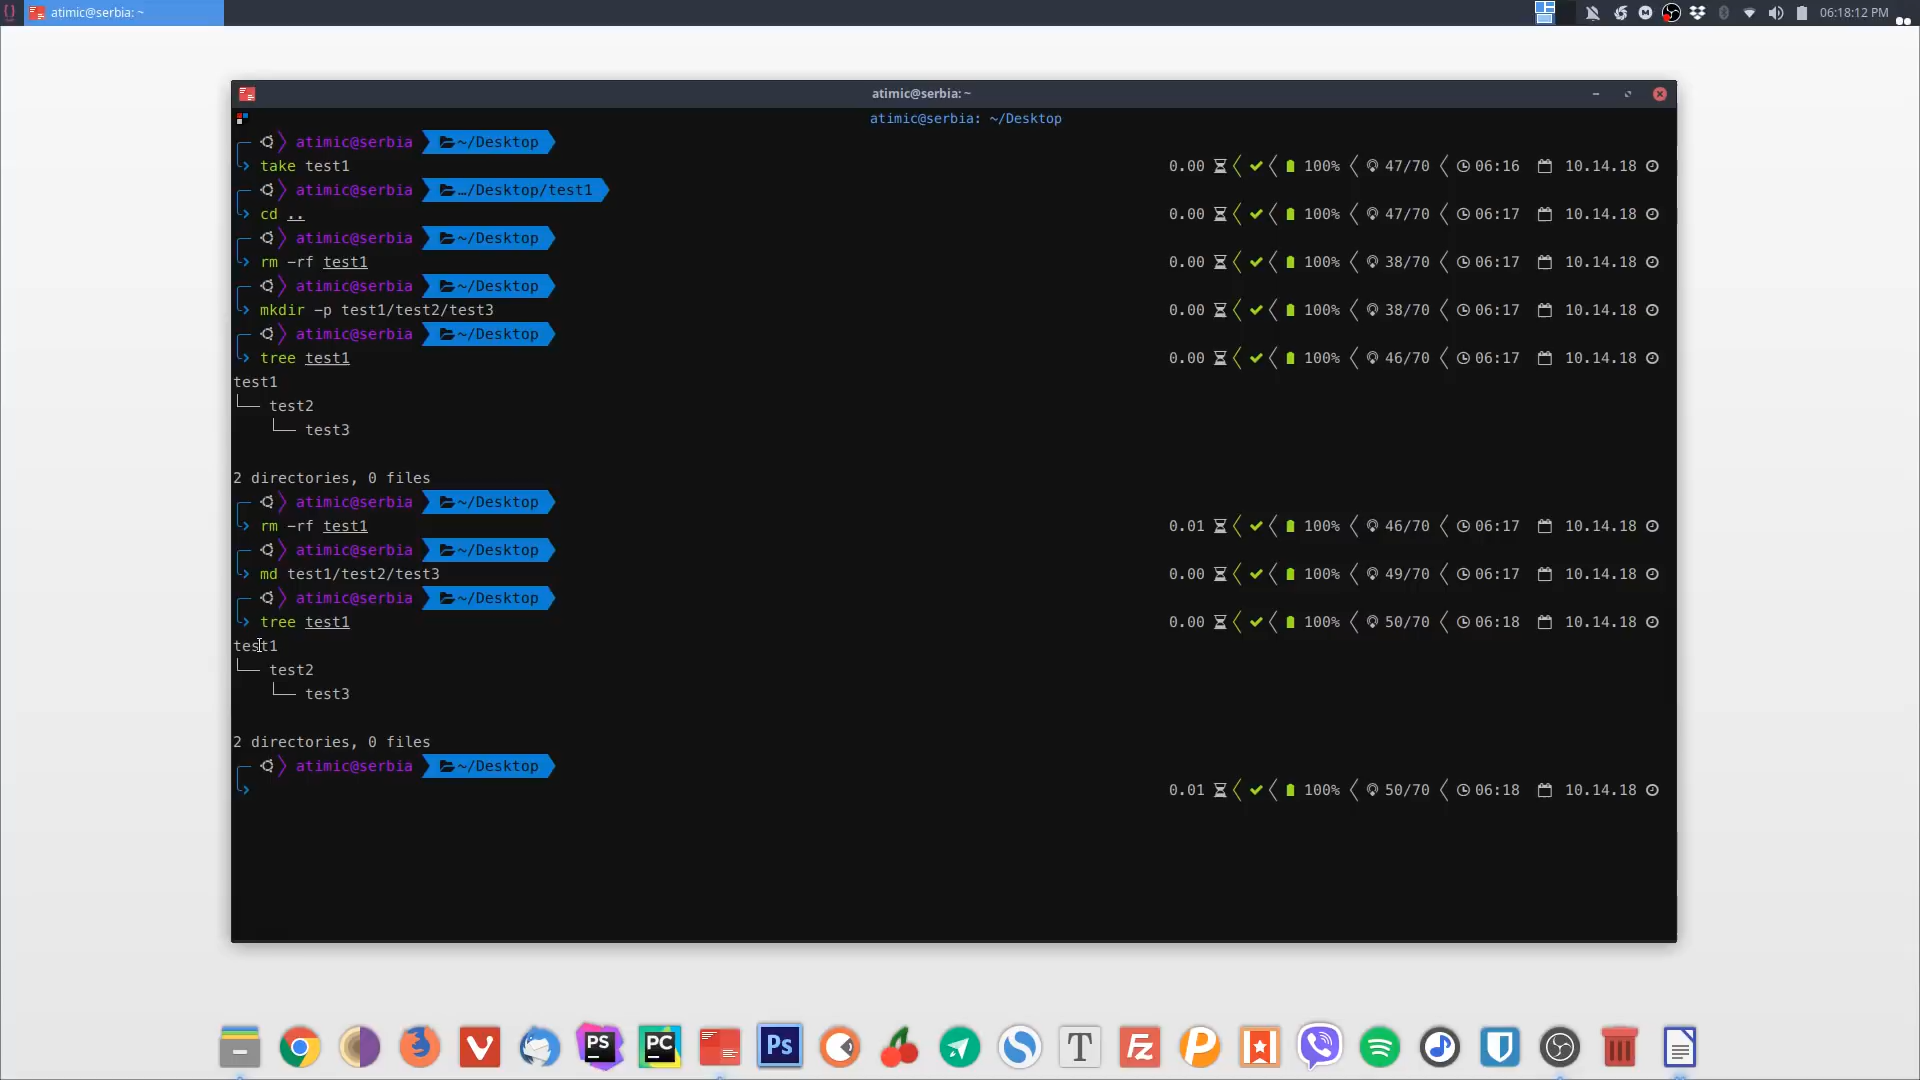 atimic@serbia: ~
06:18:12 PM
atimic@serbia: ~
atimic@serbia: ~/Desktop
atimic@serbia ~/Desktop
take test1 0.00 100% 47/70 06:16 10.14.18
atimic@serbia …/Desktop/test1
cd .. 0.00 100% 47/70 06:17 10.14.18
atimic@serbia ~/Desktop
rm -rf test1 0.00 100% 38/70 06:17 10.14.18
atimic@serbia ~/Desktop
mkdir -p test1/test2/test3 0.00 100% 38/70 06:17 10.14.18
atimic@serbia ~/Desktop
tree test1 0.00 100% 46/70 06:17 10.14.18
test1
└── test2
└── test3
2 directories, 0 files
atimic@serbia ~/Desktop
rm -rf test1 0.01 100% 46/70 06:17 10.14.18
atimic@serbia ~/Desktop
md test1/test2/test3 0.00 100% 49/70 06:17 10.14.18
atimic@serbia ~/Desktop
tree test1 0.00 100% 50/70 06:18 10.14.18
test1
└── test2
└── test3
2 directories, 0 files
atimic@serbia ~/Desktop
0.01 100% 50/70 06:18 10.14.18
PS PC Ps T Fz P